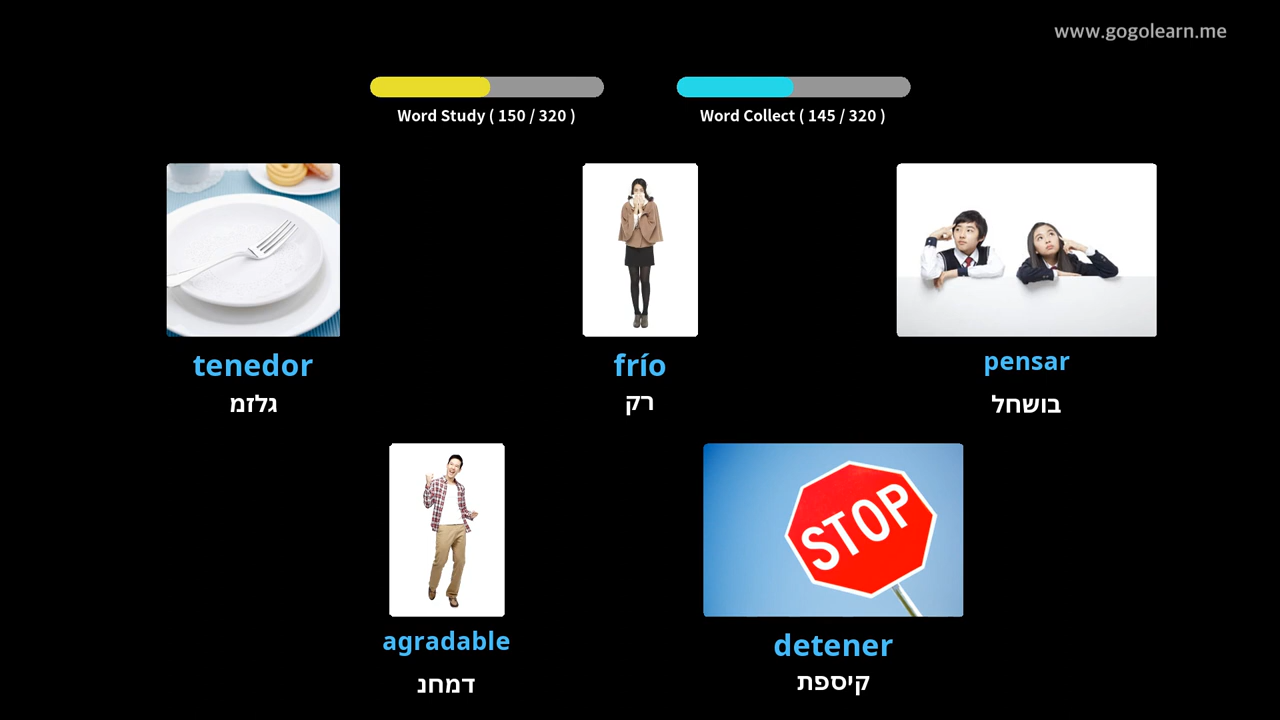 www.gogolearn.me
Word Study ( 150 / 320 )
Word Collect ( 145 / 320 )
tenedor
גלזמ
frío
רק
pensar
בושחל
agradable
דמחנ
STOP
detener
קיספת